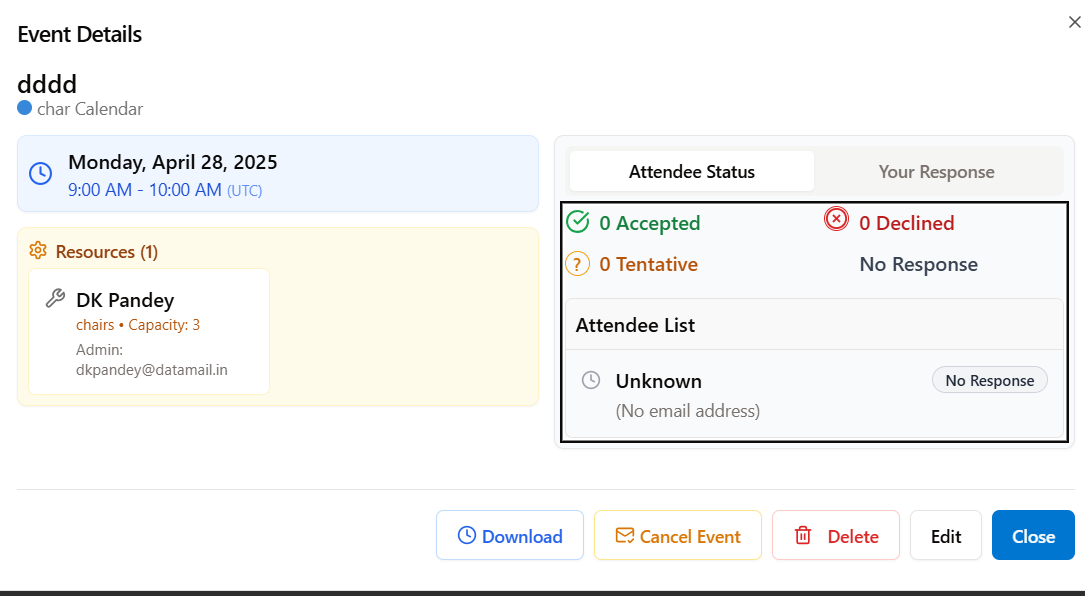 Event Details
dddd
char Calendar
Monday, April 28, 2025
9:00 AM - 10:00 AM (UTC)
Resources (1)
DK Pandey
chairs • Capacity: 3
Admin:
dkpandey@datamail.in
Attendee Status
Your Response
0 Accepted
0 Declined
0 Tentative
No Response
Attendee List
Unknown
No Response
(No email address)
Download
Cancel Event
Delete
Edit
Close